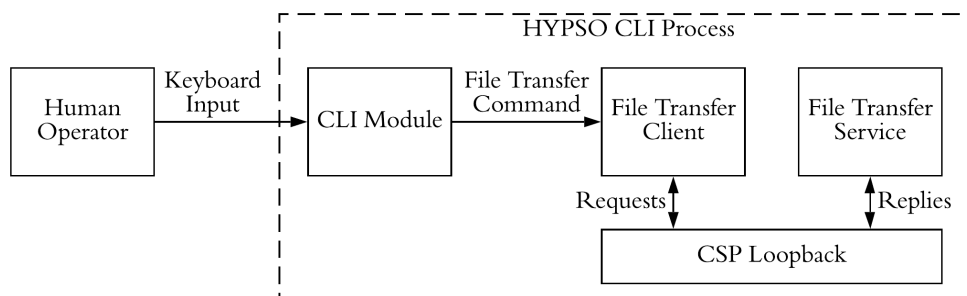 HYPSO CLI Process
Human
Operator
Keyboard
Input
CLI Module
File Transfer
Command
File Transfer
Client
File Transfer
Service
Requests
Replies
CSP Loopback